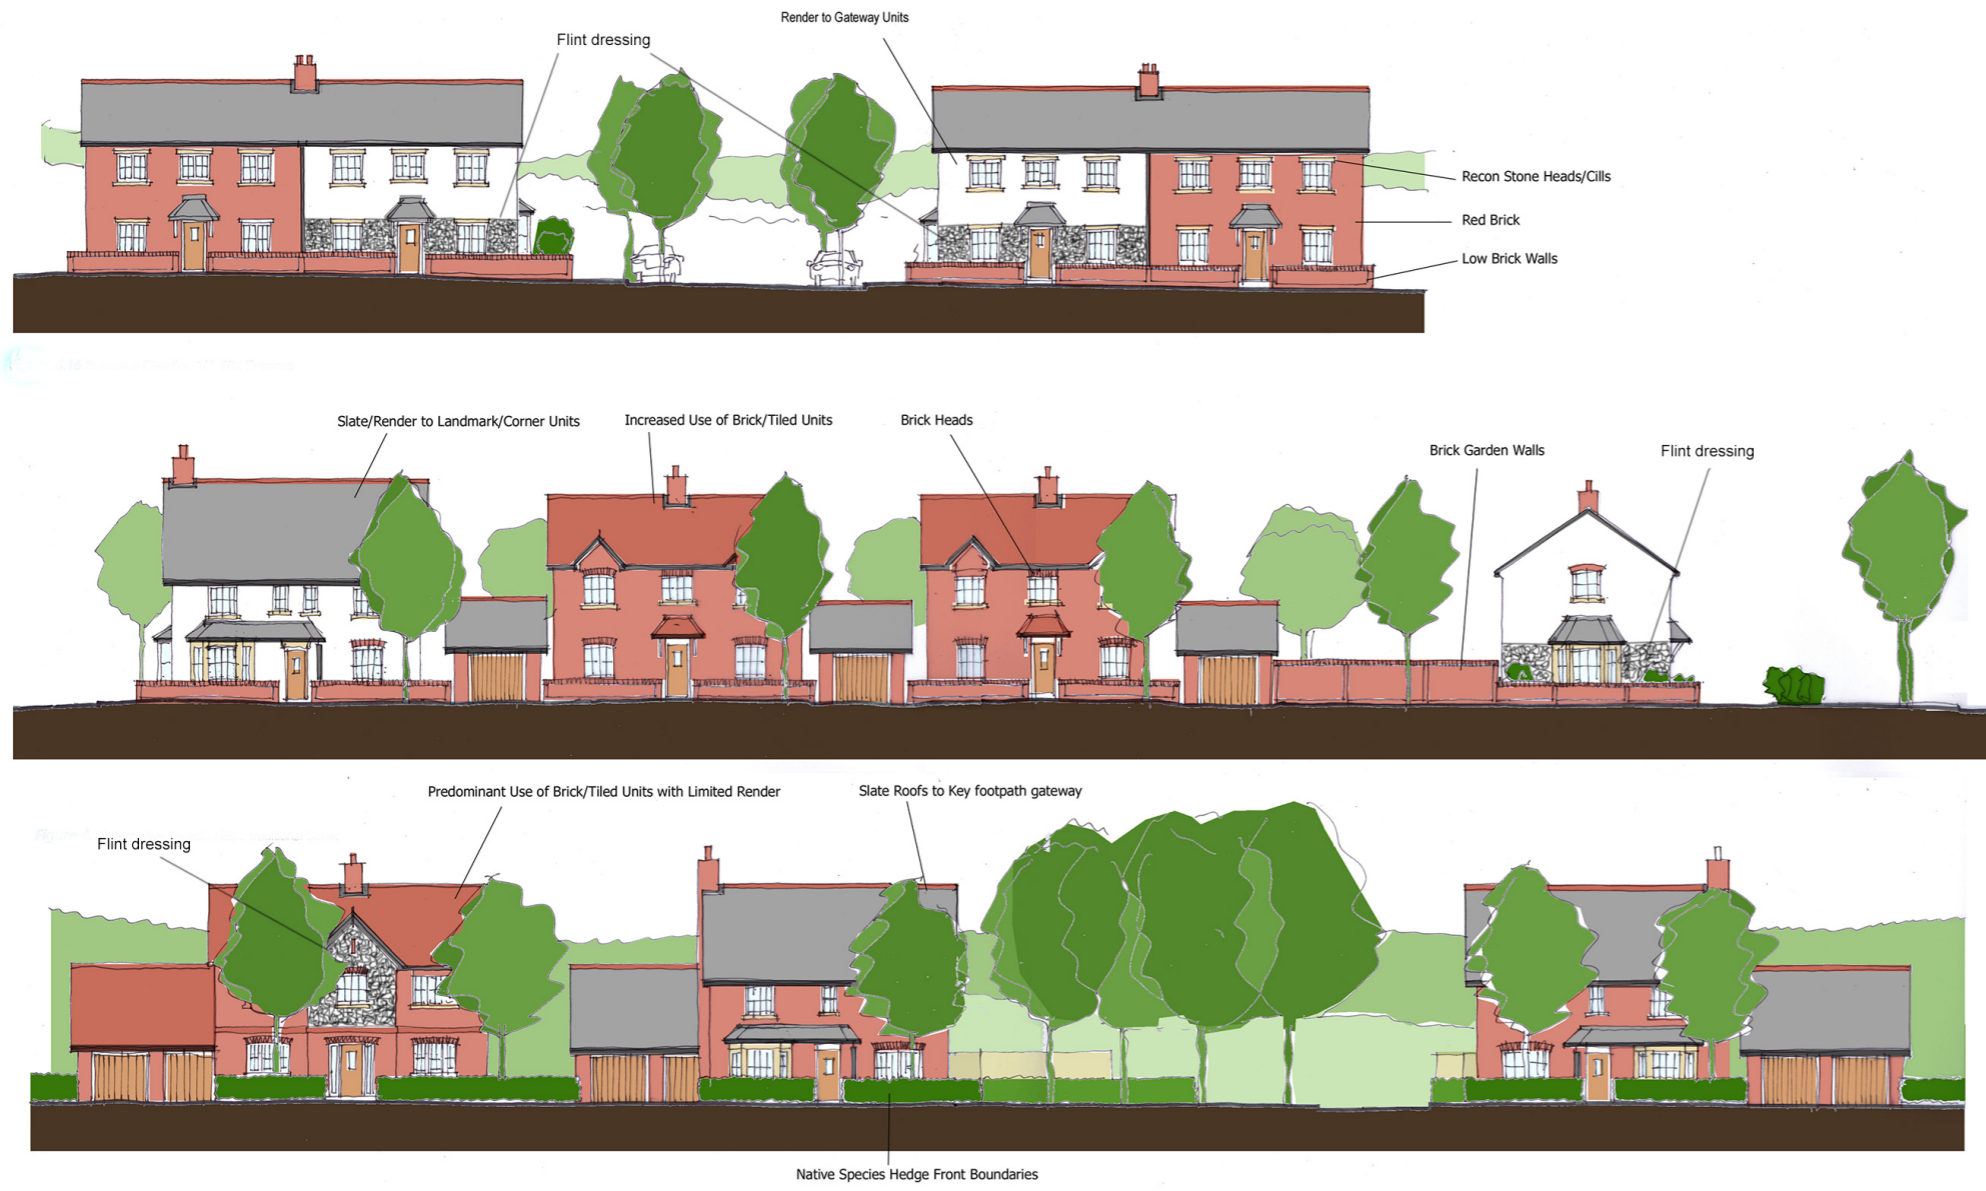 Render to Gateway Units
Flint dressing
Recon Stone Heads/Cills
Red Brick
Low Brick Walls
Slate/Render to Landmark/Corner Units
Increased Use of Brick/Tiled Units
Brick Heads
Brick Garden Walls
Flint dressing
Predominant Use of Brick/Tiled Units with Limited Render
Slate Roofs to Key footpath gateway
Flint dressing
Native Species Hedge Front Boundaries